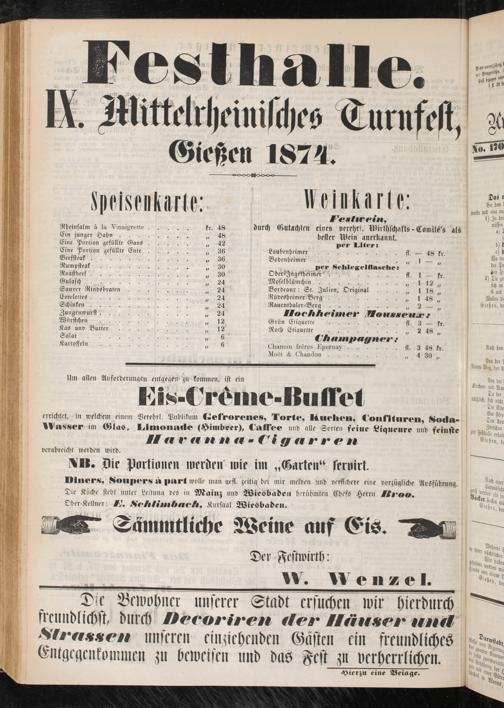 Festhalle.
IX. Mittelrheinisches Turnfest,
Gießen 1874.
Speisenkarte:
Rheinsalm à la Vinaigrette kr. 48
Ein junger Hahn „ 48
Eine Portion gefüllte Gans „ 42
Eine Portion gefüllte Ente „ 36
Beefsteak „ 36
Rumpsteak „ 30
Roastbeef „ 30
Gulasch „ 24
Saurer Rindsbraten „ 24
Cotelettes „ 24
Schinken „ 24
„ 24
Würstchen „ 12
Käs und Butter „ 12
Salat „ 6
Kartoffeln „ 6
Weinkarte:
Festwein,
durch Gutachten eines verehrl. Wirthschafts-Comité's als
bester Wein anerkannt.
per Liter:
Laubenheimer fl. — 48 kr.
Bodenheimer „ 1 — „
per Schlegelflasche:
Ober-Ingelheimer fl. 1 — kr.
Moselblümchen „ 1 12 „
Bordeaux: St. Julien, Original „ 1 18 „
Rüdesheimer-Berg „ 1 48 „
Rauenthaler-Berg „ 2 — „
Hochheimer Mousseux:
Grün Etiquette fl. 3 — kr.
Roth Etiquette „ 2 48 „
Champagner:
Chanoin frères Epernay fl. 3 48 kr.
Moët & Chandon „ 4 30 „
Um allen Anforderungen entgegen zu kommen, ist ein
Eis-Crême-Buffet
errichtet, in welchem einem Verehrl. Publikum Gefrorenes, Torte, Kuchen, Confituren, Soda-
Wasser im Glas, Limonade (Himbeer), Caffee und alle Sorten feine Liqueure und feinste
Havanna-Cigarren
verabreicht werden wird.
NB. Die Portionen werden wie im „Garten“ servirt.
Diners, Soupers à part wolle man gefl. zeitig bei mir melden und versichere eine vorzügliche Ausführung.
Die Küche steht unter Leitung des in Mainz und Wiesbaden berühmten Chefs Herrn Broo.
Ober-Kellner: E. Schlimbach, Kursaal Wiesbaden.
Sämmtliche Weine auf Eis.
Der Festwirth:
W. Wenzel.
Die Bewohner unserer Stadt ersuchen wir hierdurch
freundlichst, durch Decoriren der Häuser und
Strassen unseren einziehenden Gästen ein freundliches
Entgegenkommen zu beweisen und das Fest zu verherrlichen.
Hierzu eine Beilage.
No. 170